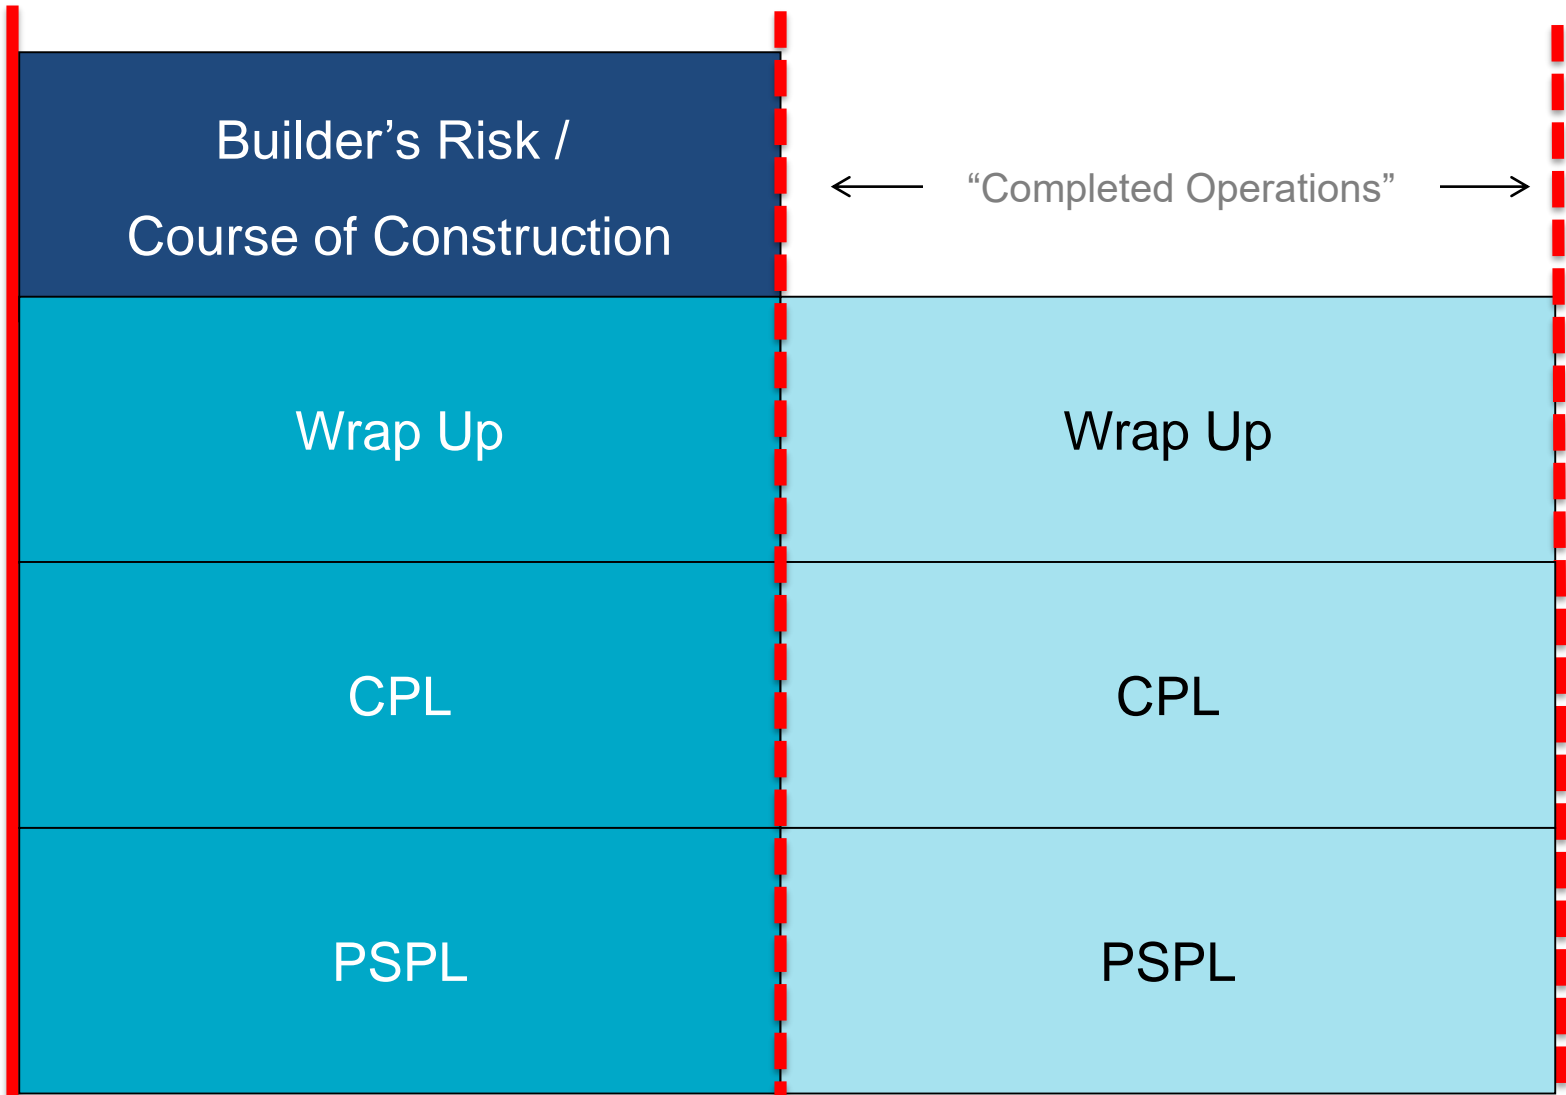 Builder’s Risk /
Course of Construction
“Completed Operations”
Wrap Up
Wrap Up
CPL
CPL
PSPL
PSPL